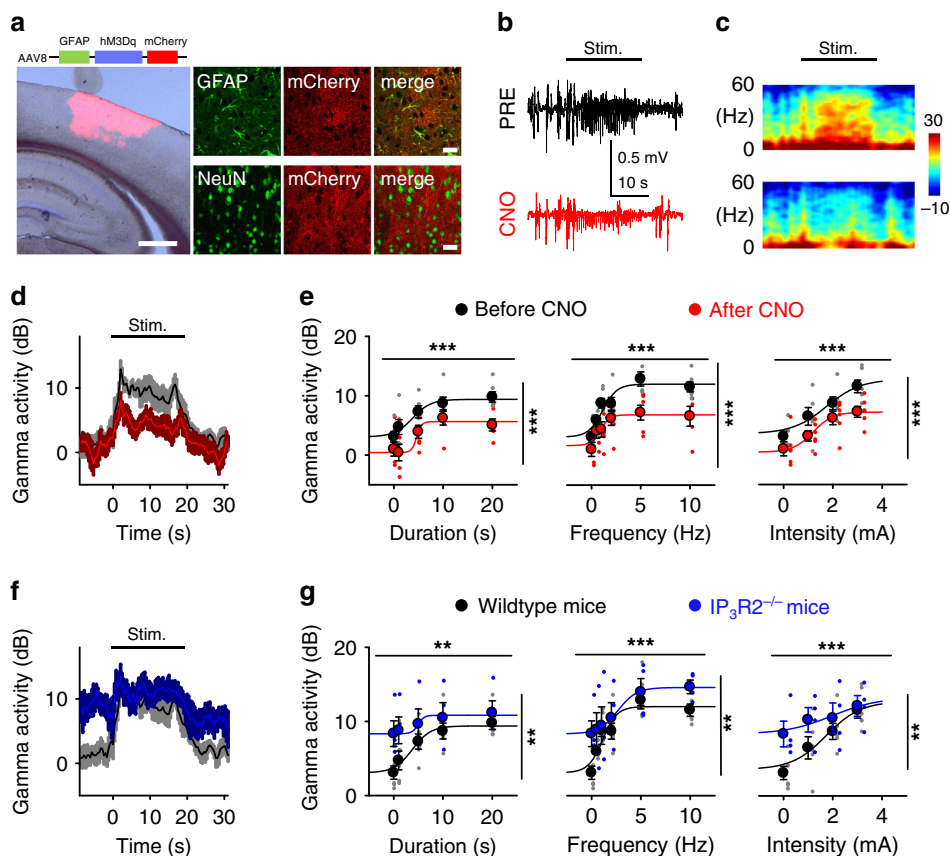 a
GFAP hM3Dq mCherry
AAV8
GFAP mCherry merge
NeuN mCherry merge
b
Stim.
PRE
CNO
0.5 mV
10 s
c
Stim.
60
(Hz)
0
60
(Hz)
0
30
−10
d
Stim.
Gamma activity (dB)
10
0
0 10 20 30
Time (s)
e
Before CNO After CNO
Gamma activity (dB)
20
10
0
*** *** ***
*** *** ***
0 10 20
Duration (s)
0 5 10
Frequency (Hz)
0 2 4
Intensity (mA)
f
Stim.
Gamma activity (dB)
10
0
0 10 20 30
Time (s)
g
Wildtype mice IP₃R2⁻/⁻ mice
Gamma activity (dB)
20
10
0
** *** ***
** ** **
0 10 20
Duration (s)
0 5 10
Frequency (Hz)
0 2 4
Intensity (mA)